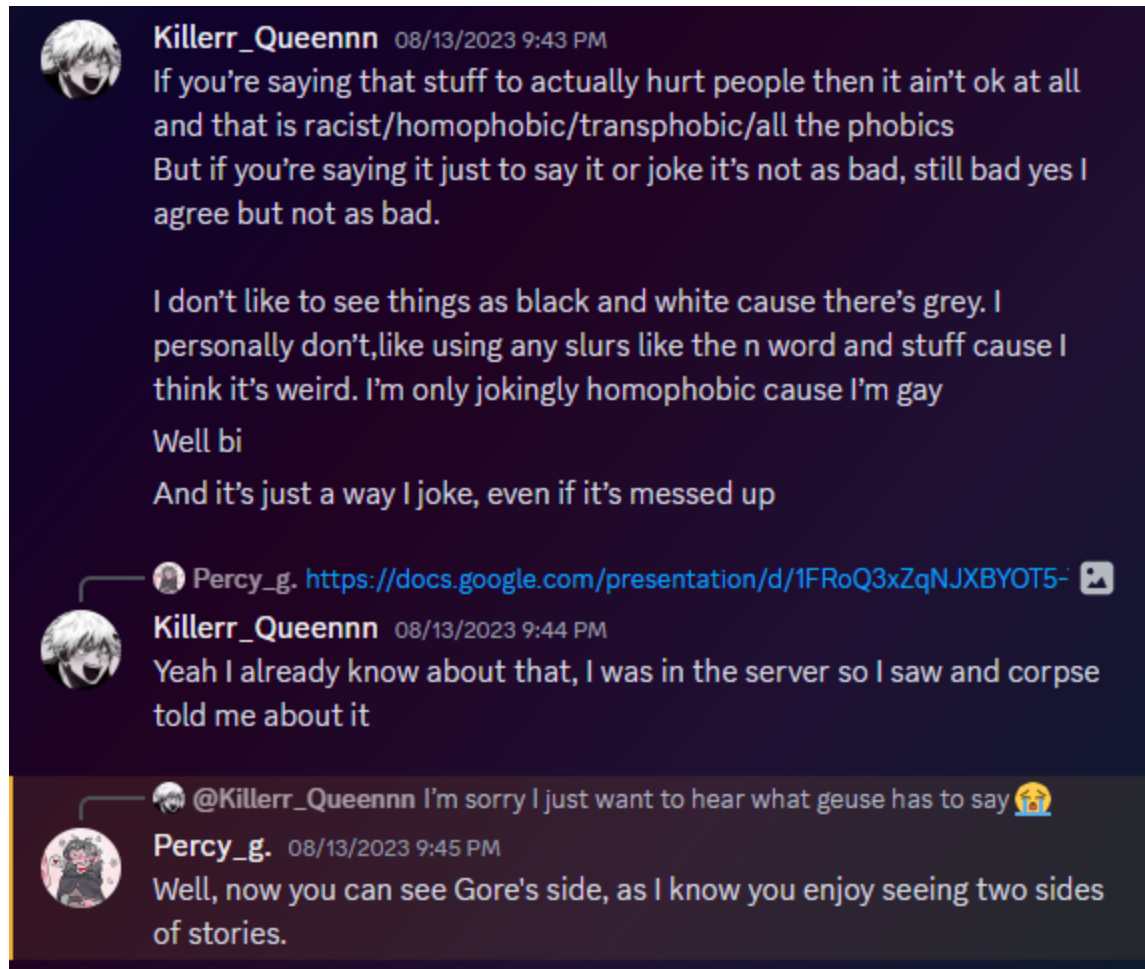 Killerr_Queennn 08/13/2023 9:43 PM
If you're saying that stuff to actually hurt people then it ain't ok at all
and that is racist/homophobic/transphobic/all the phobics
But if you're saying it just to say it or joke it's not as bad, still bad yes I
agree but not as bad.
I don't like to see things as black and white cause there's grey. I
personally don't,like using any slurs like the n word and stuff cause I
think it's weird. I'm only jokingly homophobic cause I'm gay
Well bi
And it's just a way I joke, even if it's messed up
Percy_g. https://docs.google.com/presentation/d/1FRoQ3xZqNJXBYOT5-
Killerr_Queennn 08/13/2023 9:44 PM
Yeah I already know about that, I was in the server so I saw and corpse
told me about it
@Killerr_Queennn I'm sorry I just want to hear what geuse has to say 😭
Percy_g. 08/13/2023 9:45 PM
Well, now you can see Gore's side, as I know you enjoy seeing two sides
of stories.